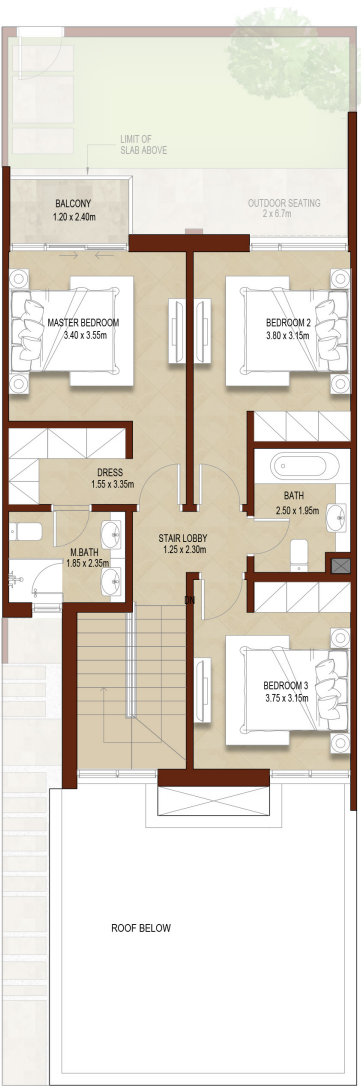 LIMIT OF
SLAB ABOVE
BALCONY
1.20 x 2.40m
OUTDOOR SEATING
2 x 6.7m
MASTER BEDROOM
3.40 x 3.55m
BEDROOM 2
3.80 x 3.15m
DRESS
1.55 x 3.35m
BATH
2.50 x 1.95m
STAIR LOBBY
1.25 x 2.30m
M.BATH
1.85 x 2.35m
DN
BEDROOM 3
3.75 x 3.15m
ROOF BELOW